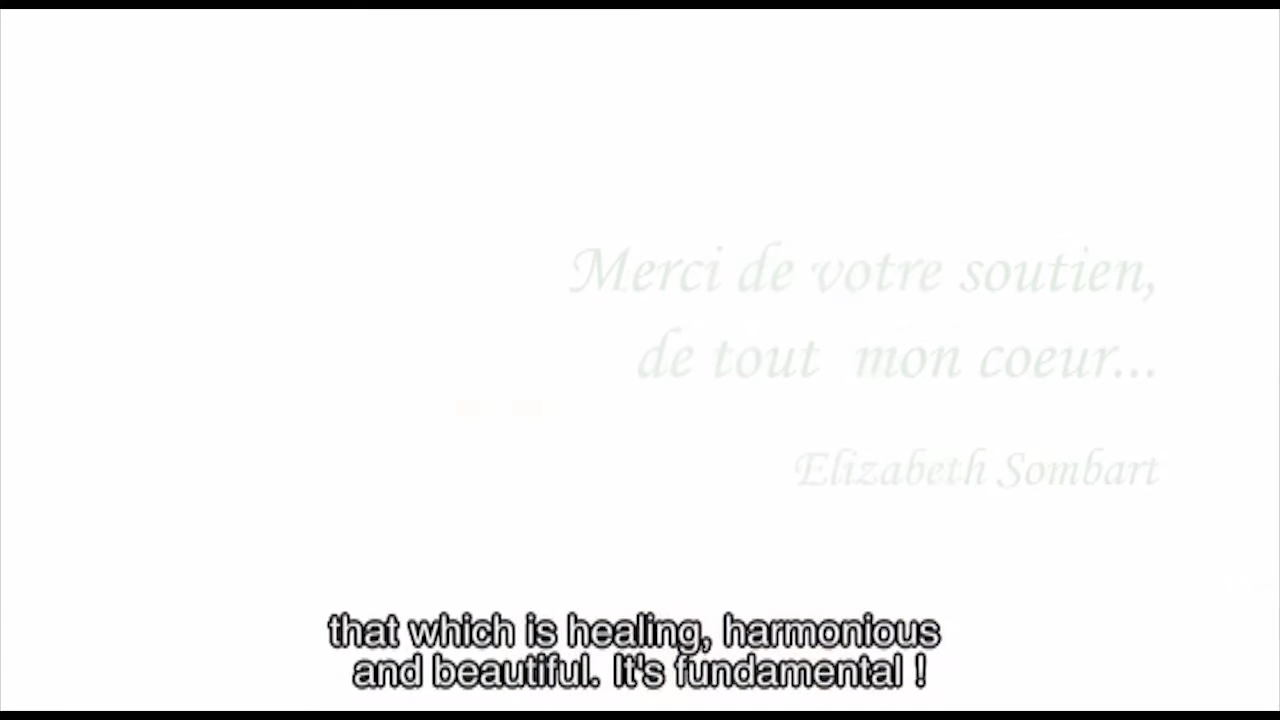 Merci de votre soutien,
de tout mon coeur...
Elizabeth Sombart
that which is healing, harmonious
and beautiful. It's fundamental !